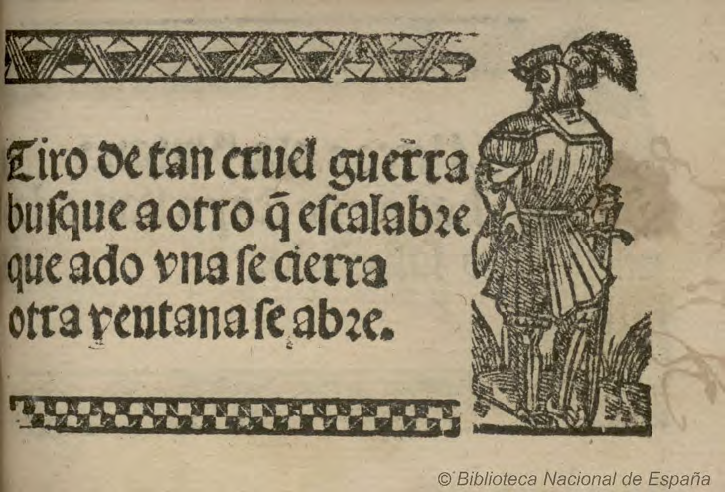 Tiro de tan cruel guerra
buſque a otro q̃ eſcalabre
que ado vna ſe cierra
otra ventana ſe abre.
© Biblioteca Nacional de España